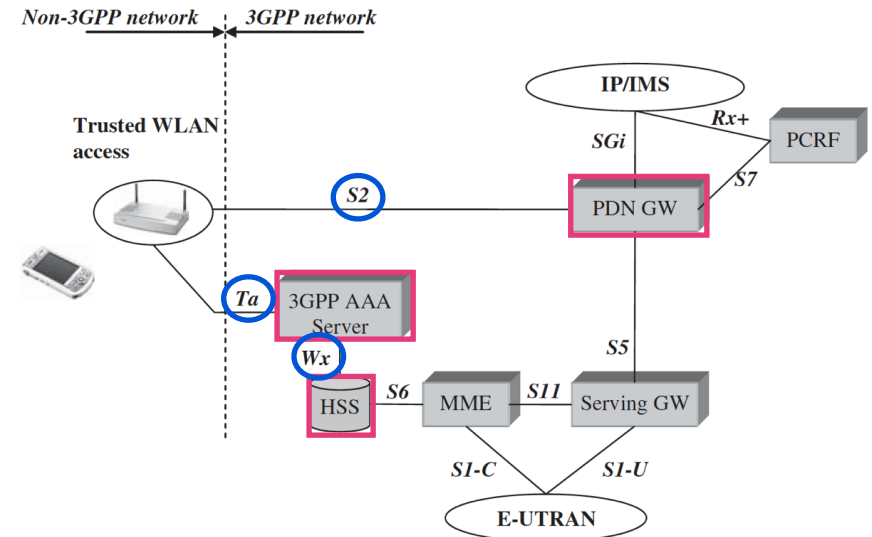 Non-3GPP network
3GPP network
IP/IMS
Rx+
Trusted WLAN
access
SGi
PCRF
S7
S2
PDN GW
Ta
3GPP AAA
Server
Wx
S5
HSS
S6
MME
S11
Serving GW
S1-C
S1-U
E-UTRAN